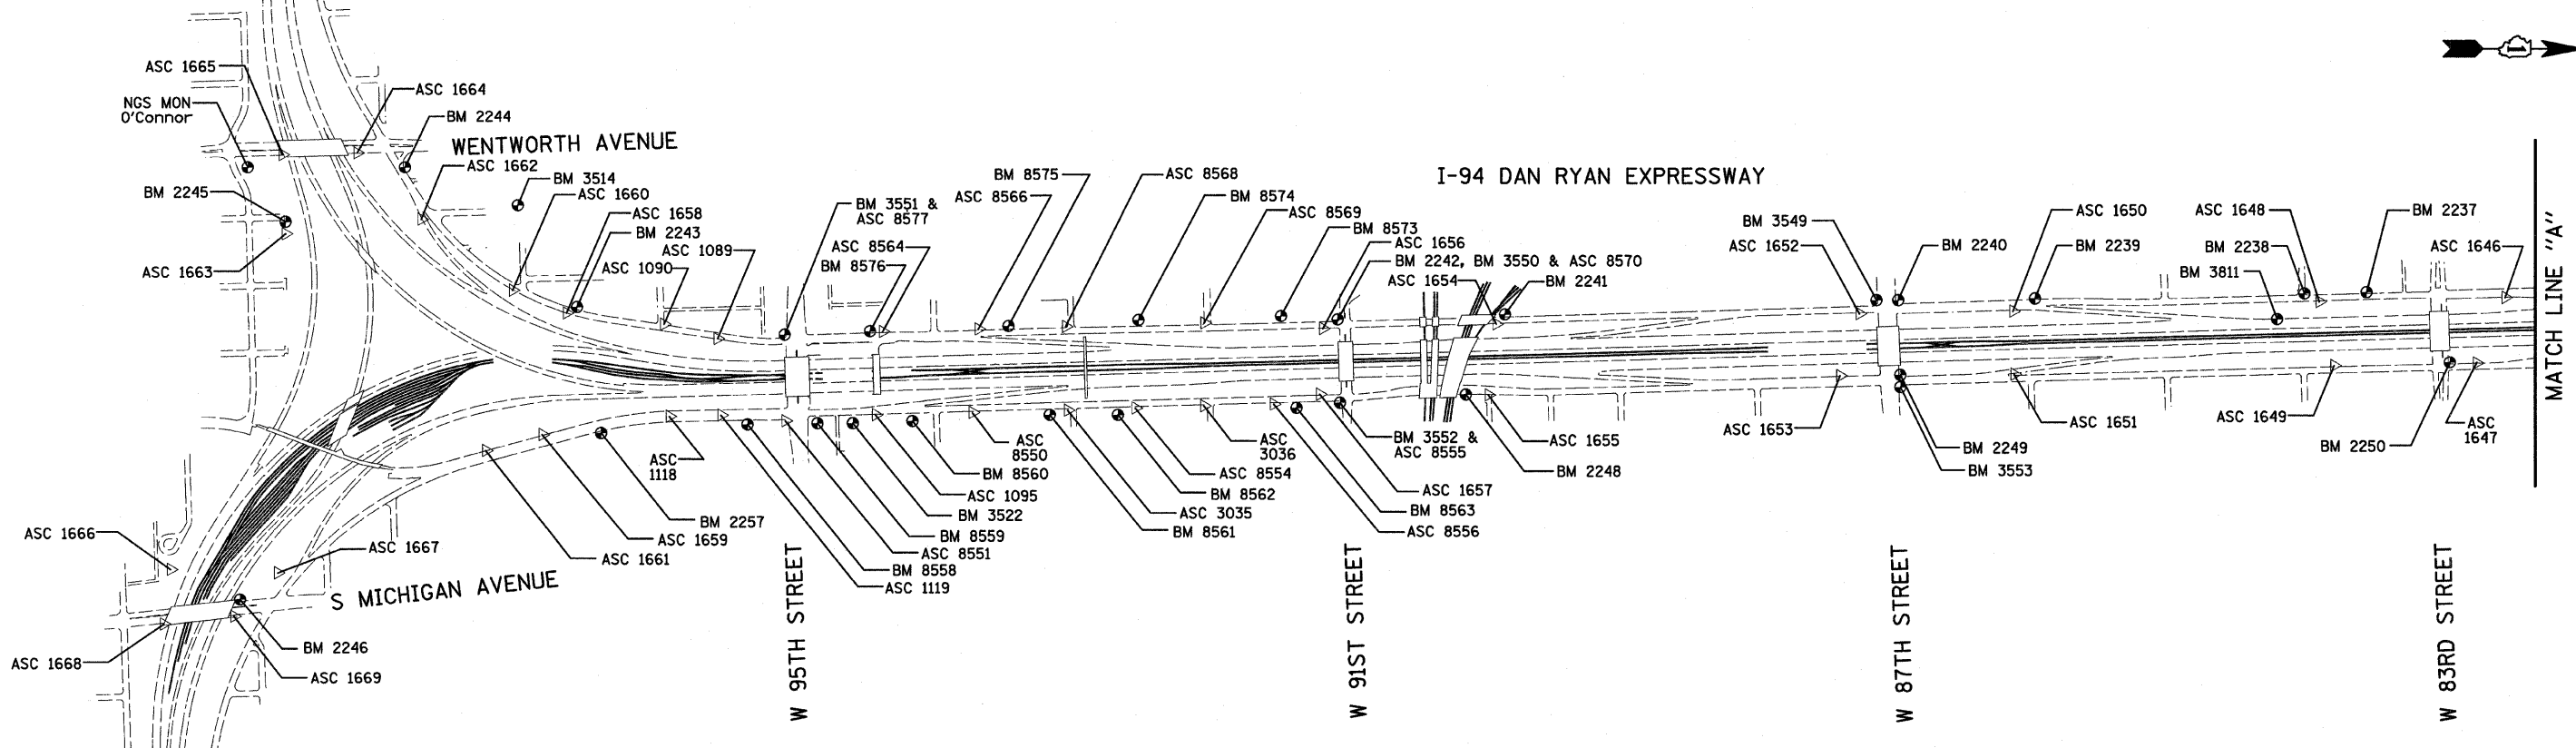 ASC 1665
NGS MON
O'Connor
BM 2245
ASC 1663
ASC 1664
BM 2244
WENTWORTH AVENUE
ASC 1662
BM 3514
ASC 1660
ASC 1658
BM 2243
ASC 1089
ASC 1090
BM 3551 &
ASC 8577
ASC 8564
BM 8576
BM 8575
ASC 8566
ASC 8568
BM 8574
ASC 8569
BM 8573
ASC 1656
BM 2242, BM 3550 & ASC 8570
ASC 1654
BM 2241
I-94 DAN RYAN EXPRESSWAY
BM 3549
ASC 1652
BM 2240
ASC 1650
BM 2239
ASC 1648
BM 2238
BM 3811
BM 2237
ASC 1646
MATCH LINE "A"
ASC 1666
ASC 1667
S MICHIGAN AVENUE
ASC 1668
BM 2246
ASC 1669
ASC 1661
ASC 1659
BM 2257
ASC
1118
ASC 1119
BM 8558
ASC 8551
BM 8559
BM 3522
ASC 1095
BM 8560
ASC
8550
W 95TH STREET
BM 8561
ASC 3035
BM 8562
ASC 8554
ASC
3036
ASC 8556
BM 8563
ASC 1657
BM 3552 &
ASC 8555
W 91ST STREET
BM 2248
ASC 1655
ASC 1653
BM 2249
BM 3553
W 87TH STREET
ASC 1651
ASC 1649
BM 2250
ASC
1647
W 83RD STREET